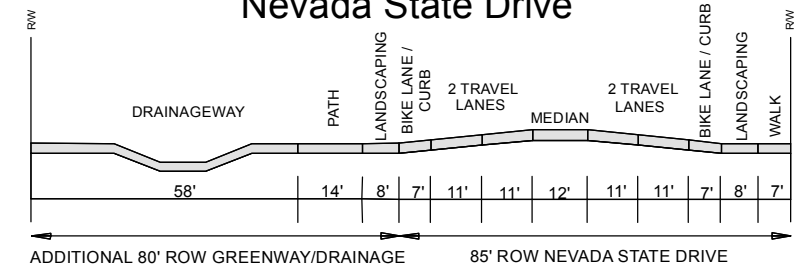 Nevada State Drive
R/W
R/W
DRAINAGEWAY
PATH
LANDSCAPING
BIKE LANE /
CURB
2 TRAVEL
LANES
MEDIAN
2 TRAVEL
LANES
BIKE LANE / CURB
LANDSCAPING
WALK
58'
14'
8'
7'
11'
11'
12'
11'
11'
7'
8'
7'
ADDITIONAL 80' ROW GREENWAY/DRAINAGE
85' ROW NEVADA STATE DRIVE